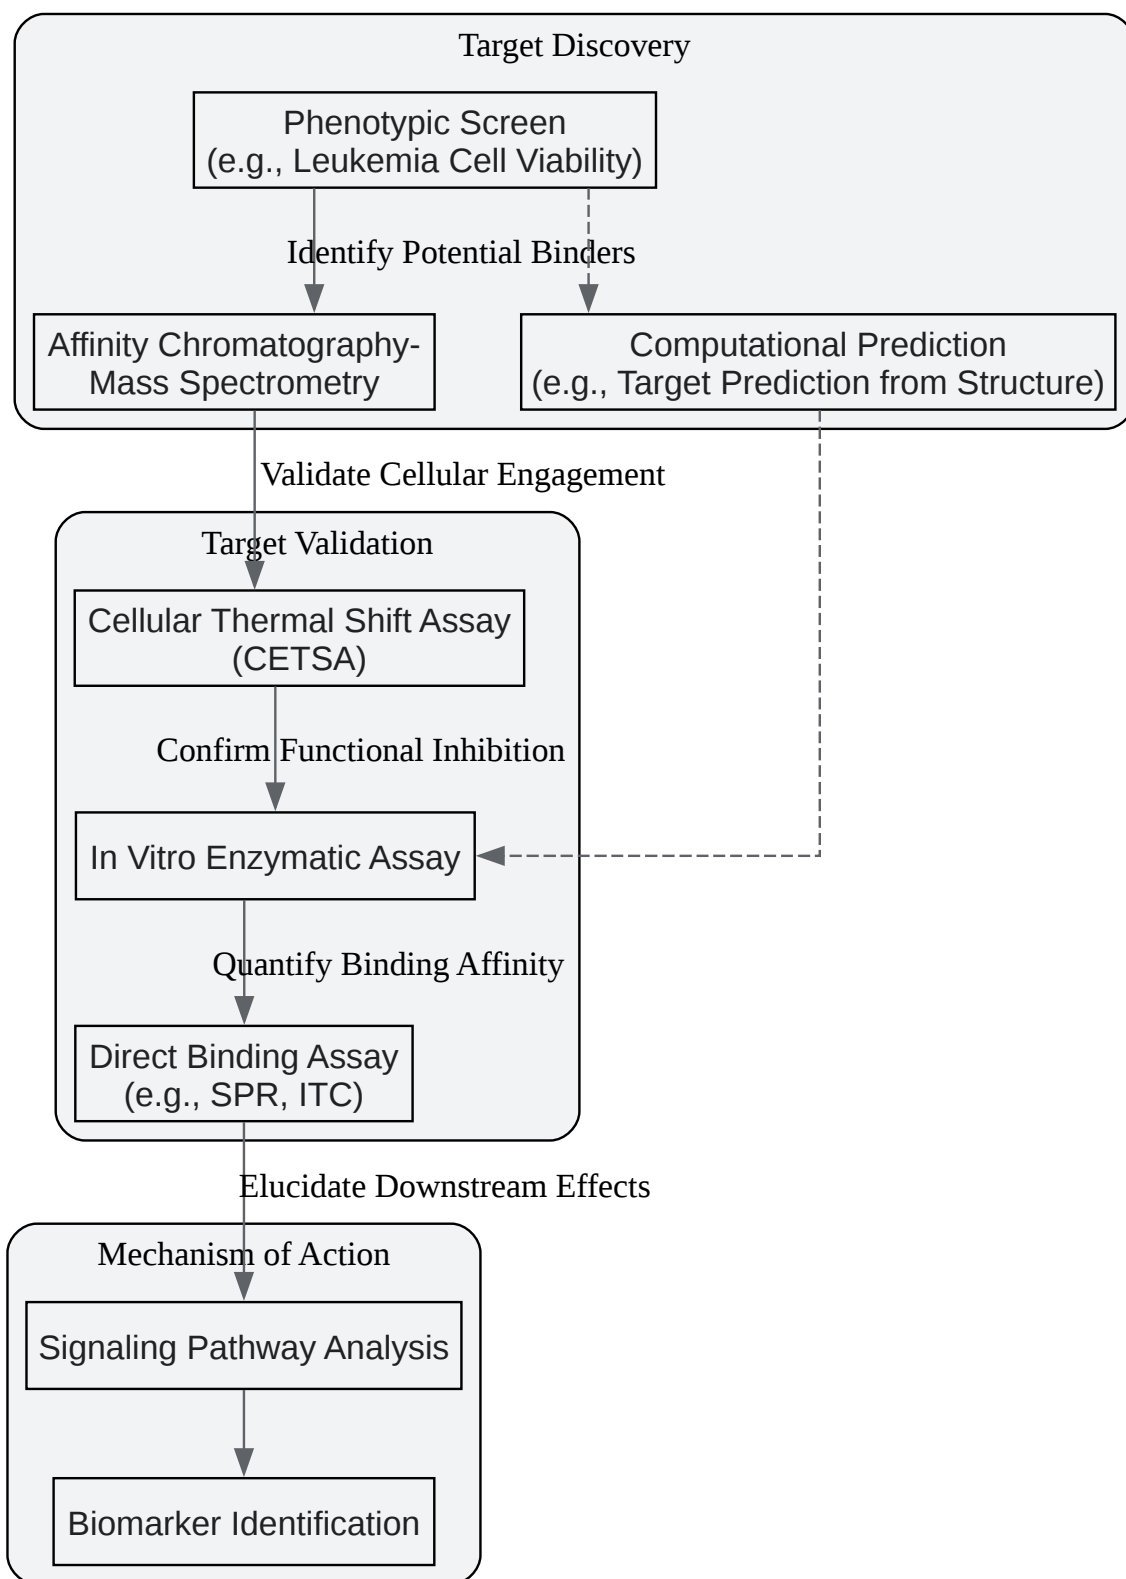 Target Discovery
Phenotypic Screen
(e.g., Leukemia Cell Viability)
Identify Potential Binders
Affinity Chromatography-
Mass Spectrometry
Computational Prediction
(e.g., Target Prediction from Structure)
Validate Cellular Engagement
Target Validation
Cellular Thermal Shift Assay
(CETSA)
Confirm Functional Inhibition
In Vitro Enzymatic Assay
Quantify Binding Affinity
Direct Binding Assay
(e.g., SPR, ITC)
Elucidate Downstream Effects
Mechanism of Action
Signaling Pathway Analysis
Biomarker Identification